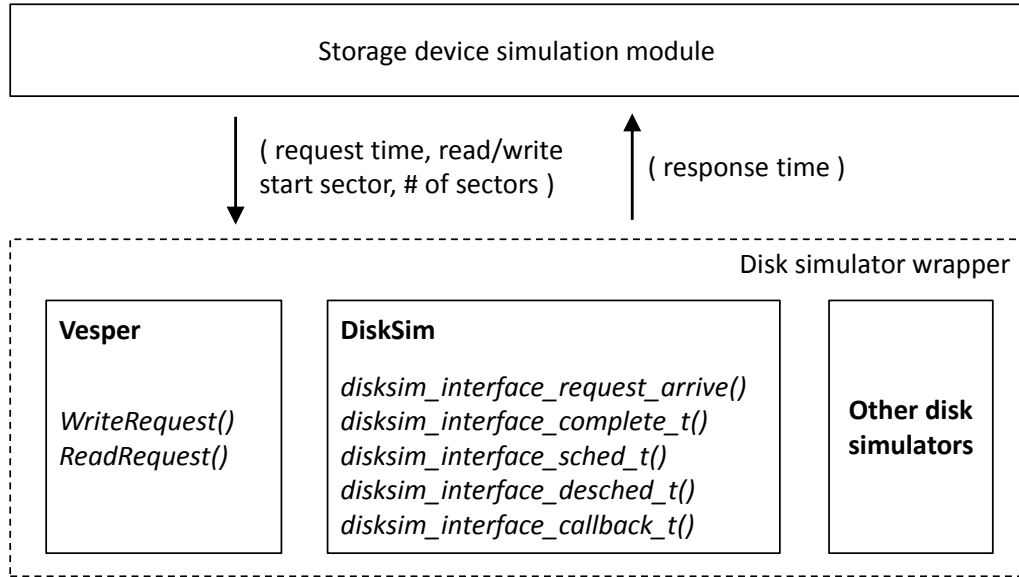 Storage device simulation module
( request time, read/write
start sector, # of sectors )
( response time )
Disk simulator wrapper
Vesper
WriteRequest()
ReadRequest()
DiskSim
disksim_interface_request_arrive()
disksim_interface_complete_t()
disksim_interface_sched_t()
disksim_interface_desched_t()
disksim_interface_callback_t()
Other disk
simulators